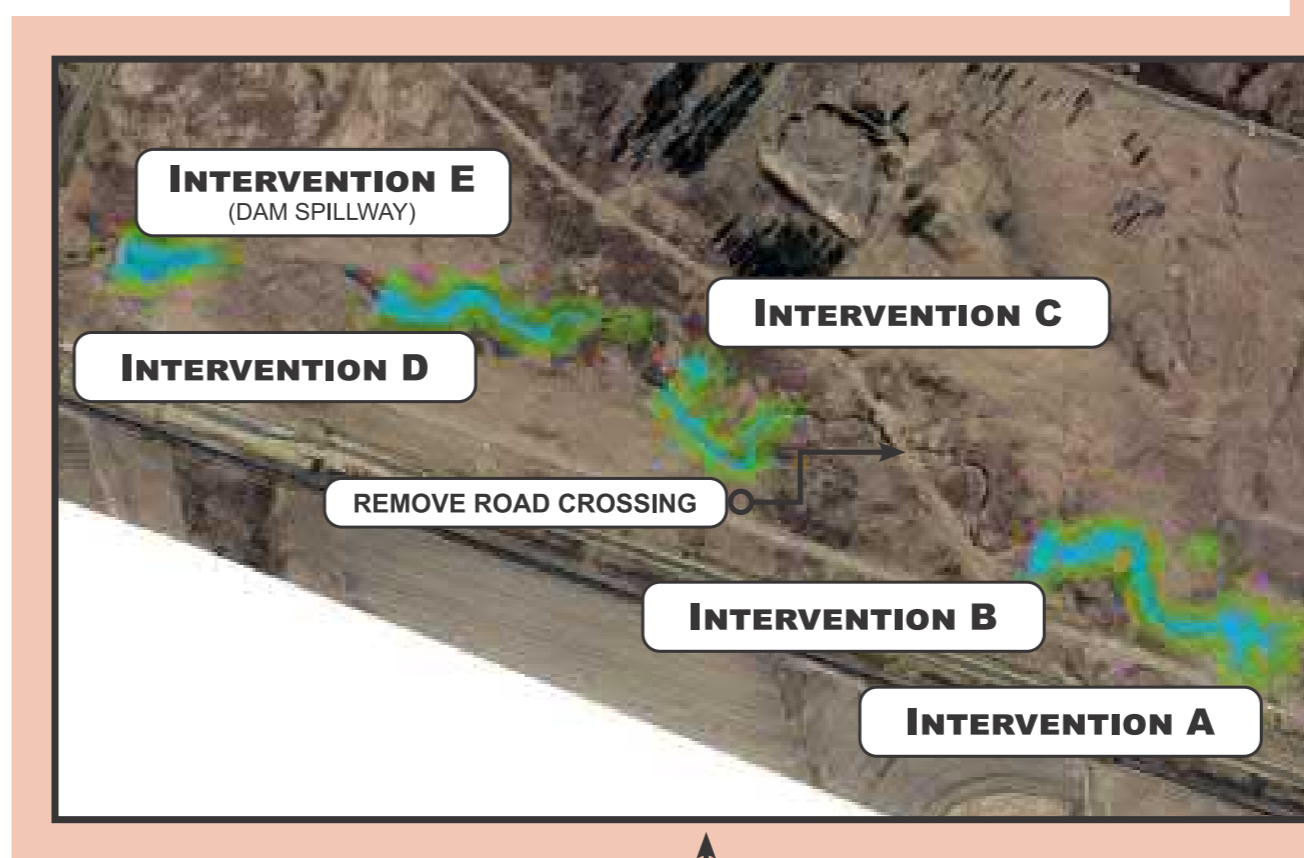 INTERVENTION E
(DAM SPILLWAY)
INTERVENTION C
INTERVENTION D
REMOVE ROAD CROSSING
INTERVENTION B
INTERVENTION A